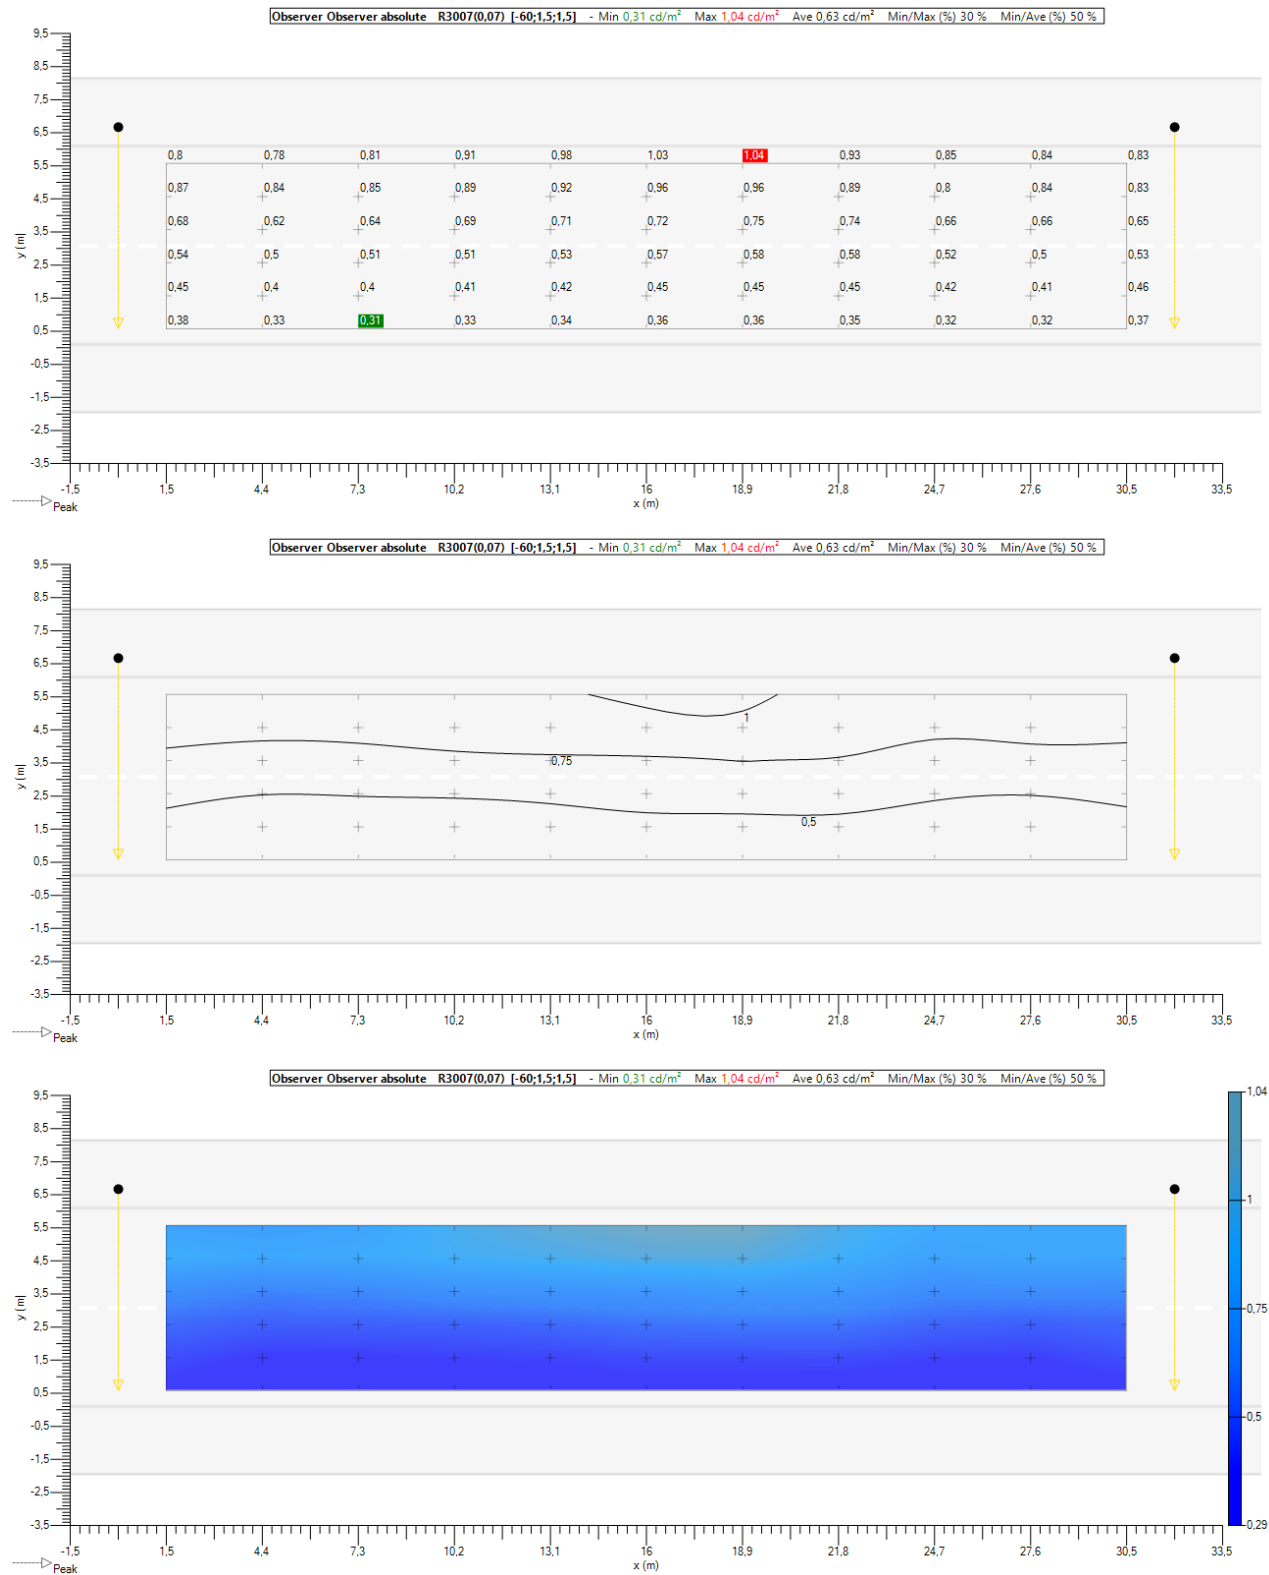 Observer Observer absolute R3007(0,07) [-60;1,5;1,5] - Min 0,31 cd/m² Max 1,04 cd/m² Ave 0,63 cd/m² Min/Max (%) 30 % Min/Ave (%) 50 %
9,5
8,5
7,5
6,5
5,5
4,5
3,5
2,5
1,5
0,5
-0,5
-1,5
-2,5
-3,5
y (m)
0,8 0,78 0,81 0,91 0,98 1,03 1,04 0,93 0,85 0,84 0,83
0,87 0,84 0,85 0,89 0,92 0,96 0,96 0,89 0,8 0,84 0,83
0,68 0,62 0,64 0,69 0,71 0,72 0,75 0,74 0,66 0,66 0,65
0,54 0,5 0,51 0,51 0,53 0,57 0,58 0,58 0,52 0,5 0,53
0,45 0,4 0,4 0,41 0,42 0,45 0,45 0,45 0,42 0,41 0,46
0,38 0,33 0,31 0,33 0,34 0,36 0,36 0,35 0,32 0,32 0,37
-1,5 1,5 4,4 7,3 10,2 13,1 16 18,9 21,8 24,7 27,6 30,5 33,5
Peak
x (m)
Observer Observer absolute R3007(0,07) [-60;1,5;1,5] - Min 0,31 cd/m² Max 1,04 cd/m² Ave 0,63 cd/m² Min/Max (%) 30 % Min/Ave (%) 50 %
9,5
8,5
7,5
6,5
5,5
4,5
3,5
2,5
1,5
0,5
-0,5
-1,5
-2,5
-3,5
y (m)
1
0,75
0,5
-1,5 1,5 4,4 7,3 10,2 13,1 16 18,9 21,8 24,7 27,6 30,5 33,5
Peak
x (m)
Observer Observer absolute R3007(0,07) [-60;1,5;1,5] - Min 0,31 cd/m² Max 1,04 cd/m² Ave 0,63 cd/m² Min/Max (%) 30 % Min/Ave (%) 50 %
9,5
8,5
7,5
6,5
5,5
4,5
3,5
2,5
1,5
0,5
-0,5
-1,5
-2,5
-3,5
y (m)
1,04
1
0,75
0,5
0,29
-1,5 1,5 4,4 7,3 10,2 13,1 16 18,9 21,8 24,7 27,6 30,5 33,5
Peak
x (m)